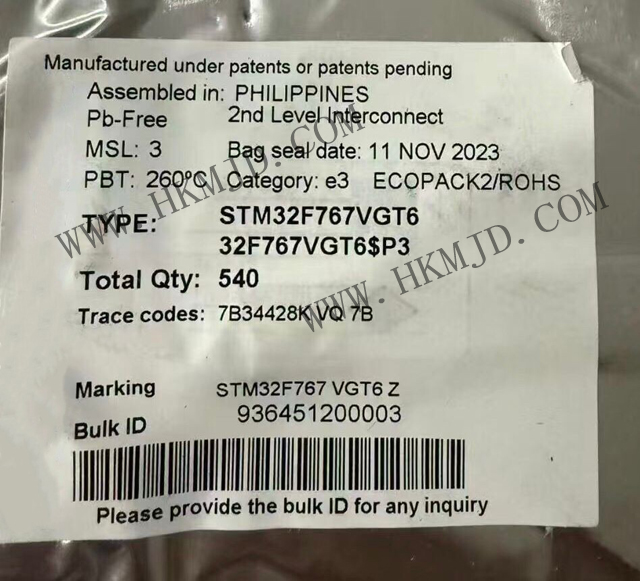 Manufactured under patents or patents pending
Assembled in: PHILIPPINES
Pb-Free 2nd Level Interconnect
MSL: 3 Bag seal date: 11 NOV 2023
PBT: 260ºC Category: e3 ECOPACK2/ROHS
TYPE: STM32F767VGT6
32F767VGT6$P3
Total Qty: 540
Trace codes: 7B34428K VQ 7B
Marking STM32F767 VGT6 Z
Bulk ID 936451200003
Please provide the bulk ID for any inquiry
WWW. HKMJD. COM
WWW. HKMJD. COM